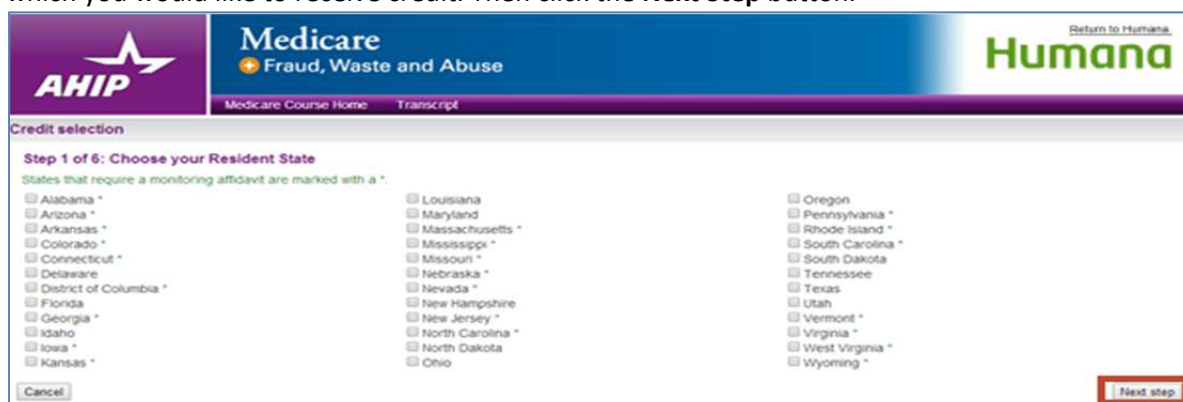 which you would like to receive credit. Then click the Next Step button.
Return to Humana
AHIP
Medicare
Fraud, Waste and Abuse
Humana
Medicare Course Home Transcript
Credit selection
Step 1 of 6: Choose your Resident State
States that require a monitoring affidavit are marked with a *.
Alabama *
Arizona *
Arkansas *
Colorado *
Connecticut *
Delaware
District of Columbia *
Florida
Georgia *
Idaho
Iowa *
Kansas *
Louisiana
Maryland
Massachusetts *
Mississippi *
Missouri *
Nebraska *
Nevada *
New Hampshire
New Jersey *
North Carolina *
North Dakota
Ohio
Oregon
Pennsylvania *
Rhode Island *
South Carolina *
South Dakota
Tennessee
Texas
Utah
Vermont *
Virginia *
West Virginia *
Wyoming *
Cancel
Next step